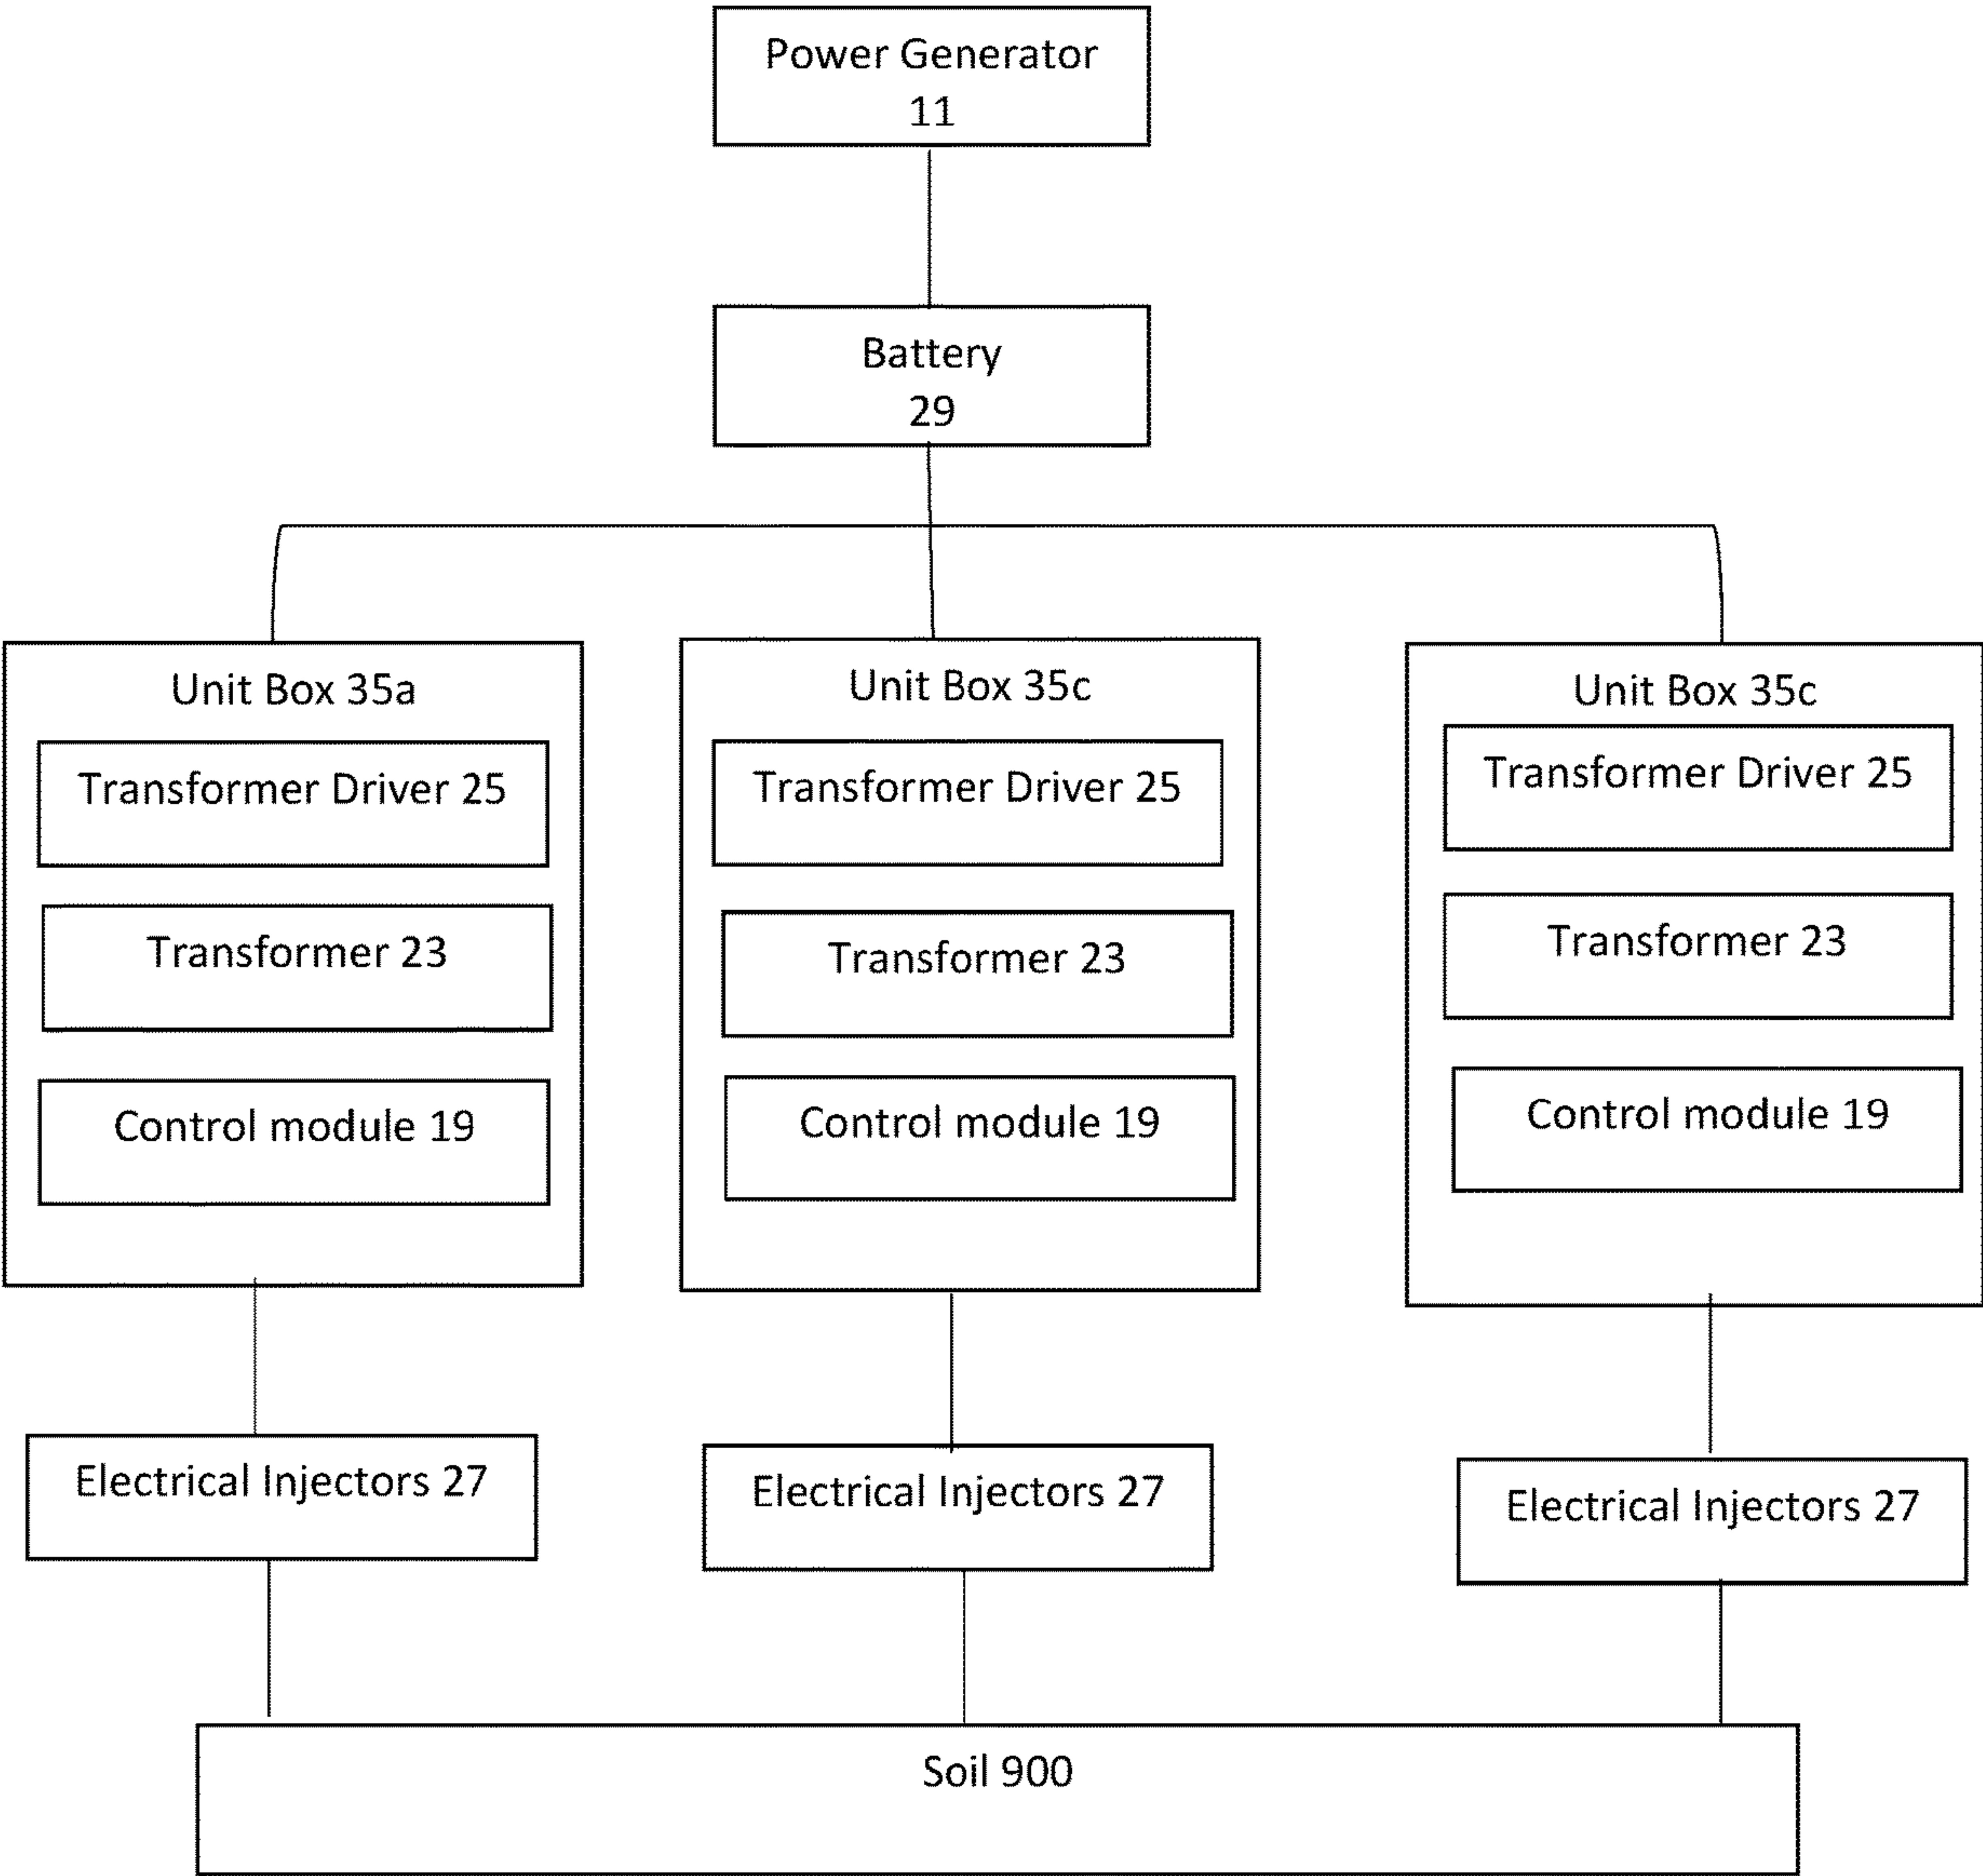 Power Generator
11
Battery
29
Unit Box 35a
Transformer Driver 25
Transformer 23
Control module 19
Electrical Injectors 27
Unit Box 35c
Transformer Driver 25
Transformer 23
Control module 19
Electrical Injectors 27
Unit Box 35c
Transformer Driver 25
Transformer 23
Control module 19
Electrical Injectors 27
Soil 900